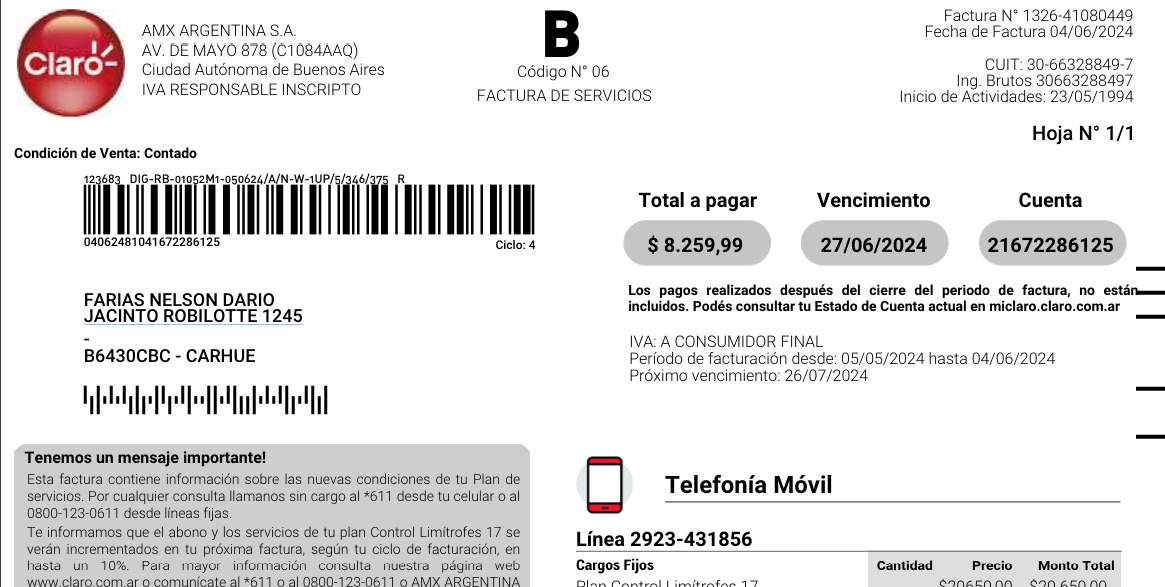 Claro
AMX ARGENTINA S.A.
AV. DE MAYO 878 (C1084AAQ)
Ciudad Autónoma de Buenos Aires
IVA RESPONSABLE INSCRIPTO
B
Código N° 06
FACTURA DE SERVICIOS
Factura N° 1326-41080449
Fecha de Factura 04/06/2024
CUIT: 30-66328849-7
Ing. Brutos 30663288497
Inicio de Actividades: 23/05/1994
Hoja N° 1/1
Condición de Venta: Contado
123683 DIG-RB-01052M1-050624/A/N-W-1UP/5/346/375 R
04062481041672286125
Ciclo: 4
Total a pagar Vencimiento Cuenta
$ 8.259,99 27/06/2024 21672286125
Los pagos realizados después del cierre del periodo de factura, no están
incluidos. Podés consultar tu Estado de Cuenta actual en miclaro.claro.com.ar
FARIAS NELSON DARIO
JACINTO ROBILOTTE 1245
-
B6430CBC - CARHUE
IVA: A CONSUMIDOR FINAL
Período de facturación desde: 05/05/2024 hasta 04/06/2024
Próximo vencimiento: 26/07/2024
Tenemos un mensaje importante!
Esta factura contiene información sobre las nuevas condiciones de tu Plan de
servicios. Por cualquier consulta llamanos sin cargo al *611 desde tu celular o al
0800-123-0611 desde líneas fijas.
Te informamos que el abono y los servicios de tu plan Control Limítrofes 17 se
verán incrementados en tu próxima factura, según tu ciclo de facturación, en
hasta un 10%. Para mayor información consulta nuestra página web
www.claro.com.ar o comunícate al *611 o al 0800-123-0611 o AMX ARGENTINA
Telefonía Móvil
Línea 2923-431856
Cargos Fijos Cantidad Precio Monto Total
Plan Control Limítrofes 17 $20650,00 $20.650,00